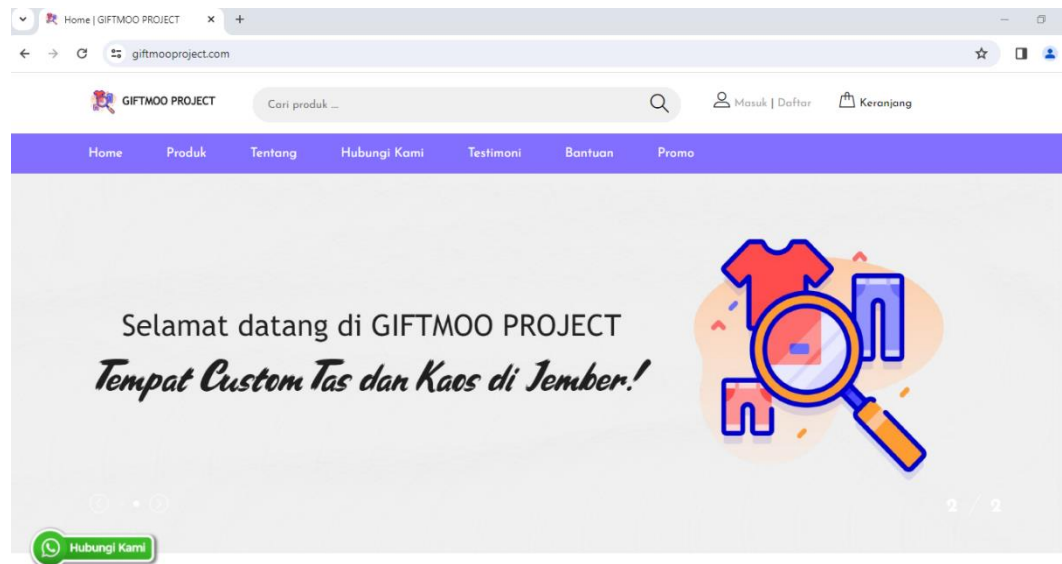 Home | GIFTMOO PROJECT
giftmooproject.com
GIFTMOO PROJECT
Cari produk ...
Masuk | Daftar
Keranjang
Home Produk Tentang Hubungi Kami Testimoni Bantuan Promo
Selamat datang di GIFTMOO PROJECT
Tempat Custom Tas dan Kaos di Jember!
2 / 2
Hubungi Kami